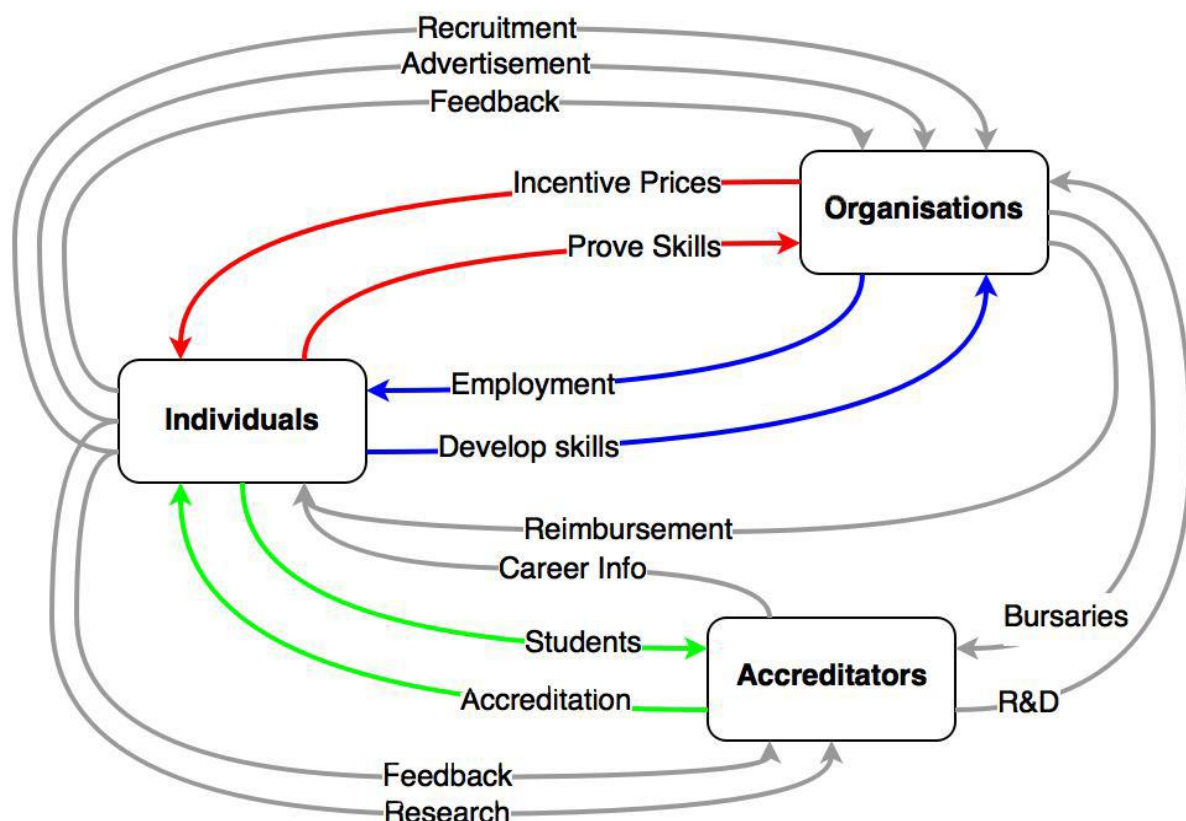 Recruitment
Advertisement
Feedback
Incentive Prices
Organisations
Prove Skills
Employment
Individuals
Develop skills
Reimbursement
Career Info
Bursaries
Students
Accreditators
Accreditation
R&D
Feedback
Research